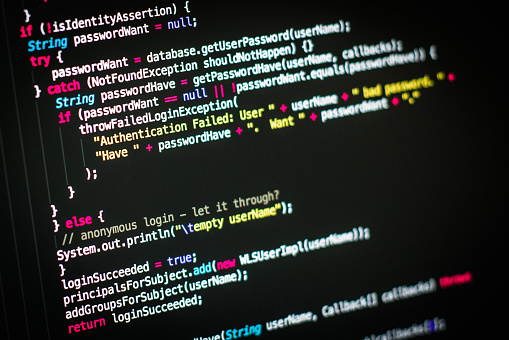 }
if (!isIdentityAssertion) {
String passwordWant = null;
try {
passwordWant = database.getUserPassword(userName);
} catch (NotFoundException shouldNotHappen) {}
String passwordHave = getPasswordHave(userName, callbacks);
if (passwordWant == null || !passwordWant.equals(passwordHave)) {
throwFailedLoginException(
"Authentication Failed: User " + userName + " bad password. " +
"Have " + passwordHave + ".  Want " + passwordWant + "."
);
}
}
} else {
// anonymous login – let it through?
System.out.println("\tempty userName");
}
loginSucceeded = true;
principalsForSubject.add(new WLSUserImpl(userName));
addGroupsForSubject(userName);
return loginSucceeded;
(String userName, Callback[] callbacks) throws